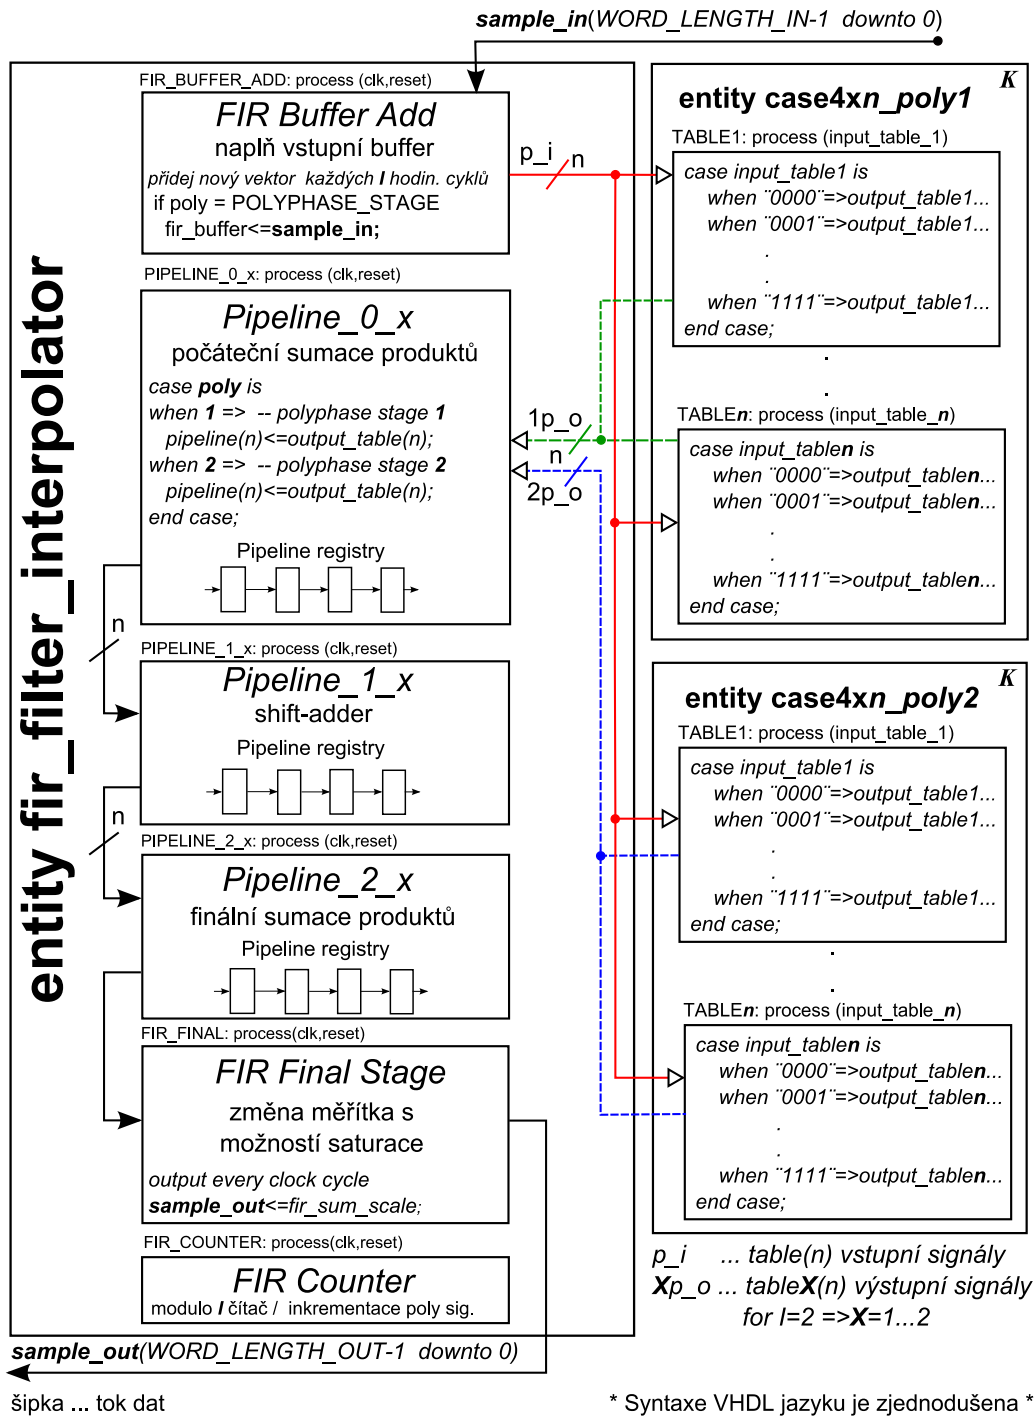 sample_in(WORD_LENGTH_IN-1 downto 0)
entity fir_filter_interpolator
FIR_BUFFER_ADD: process (clk,reset)
FIR Buffer Add
naplň vstupní buffer
přidej nový vektor každých I hodin. cyklů
if poly = POLYPHASE_STAGE
fir_buffer<=sample_in;
p_i
n
PIPELINE_0_x: process (clk,reset)
Pipeline_0_x
počáteční sumace produktů
case poly is
when 1 => -- polyphase stage 1
pipeline(n)<=output_table(n);
when 2 => -- polyphase stage 2
pipeline(n)<=output_table(n);
end case;
Pipeline registry
1p_o
n
2p_o
n
PIPELINE_1_x: process (clk,reset)
Pipeline_1_x
shift-adder
Pipeline registry
n
PIPELINE_2_x: process (clk,reset)
Pipeline_2_x
finální sumace produktů
Pipeline registry
FIR_FINAL: process(clk,reset)
FIR Final Stage
změna měřítka s
možností saturace
output every clock cycle
sample_out<=fir_sum_scale;
FIR_COUNTER: process(clk,reset)
FIR Counter
modulo I čítač / inkrementace poly sig.
sample_out(WORD_LENGTH_OUT-1 downto 0)
šipka ... tok dat
K
entity case4xn_poly1
TABLE1: process (input_table_1)
case input_table1 is
when ¨0000¨=>output_table1...
when ¨0001¨=>output_table1...
.
.
when ¨1111¨=>output_table1...
end case;
.
.
TABLEn: process (input_table_n)
case input_tablen is
when ¨0000¨=>output_tablen...
when ¨0001¨=>output_tablen...
.
.
when ¨1111¨=>output_tablen...
end case;
K
entity case4xn_poly2
TABLE1: process (input_table_1)
case input_table1 is
when ¨0000¨=>output_table1...
when ¨0001¨=>output_table1...
.
.
when ¨1111¨=>output_table1...
end case;
.
.
TABLEn: process (input_table_n)
case input_tablen is
when ¨0000¨=>output_tablen...
when ¨0001¨=>output_tablen...
.
.
when ¨1111¨=>output_tablen...
end case;
p_i ... table(n) vstupní signály
Xp_o ... tableX(n) výstupní signály
for I=2 =>X=1...2
* Syntaxe VHDL jazyku je zjednodušena *